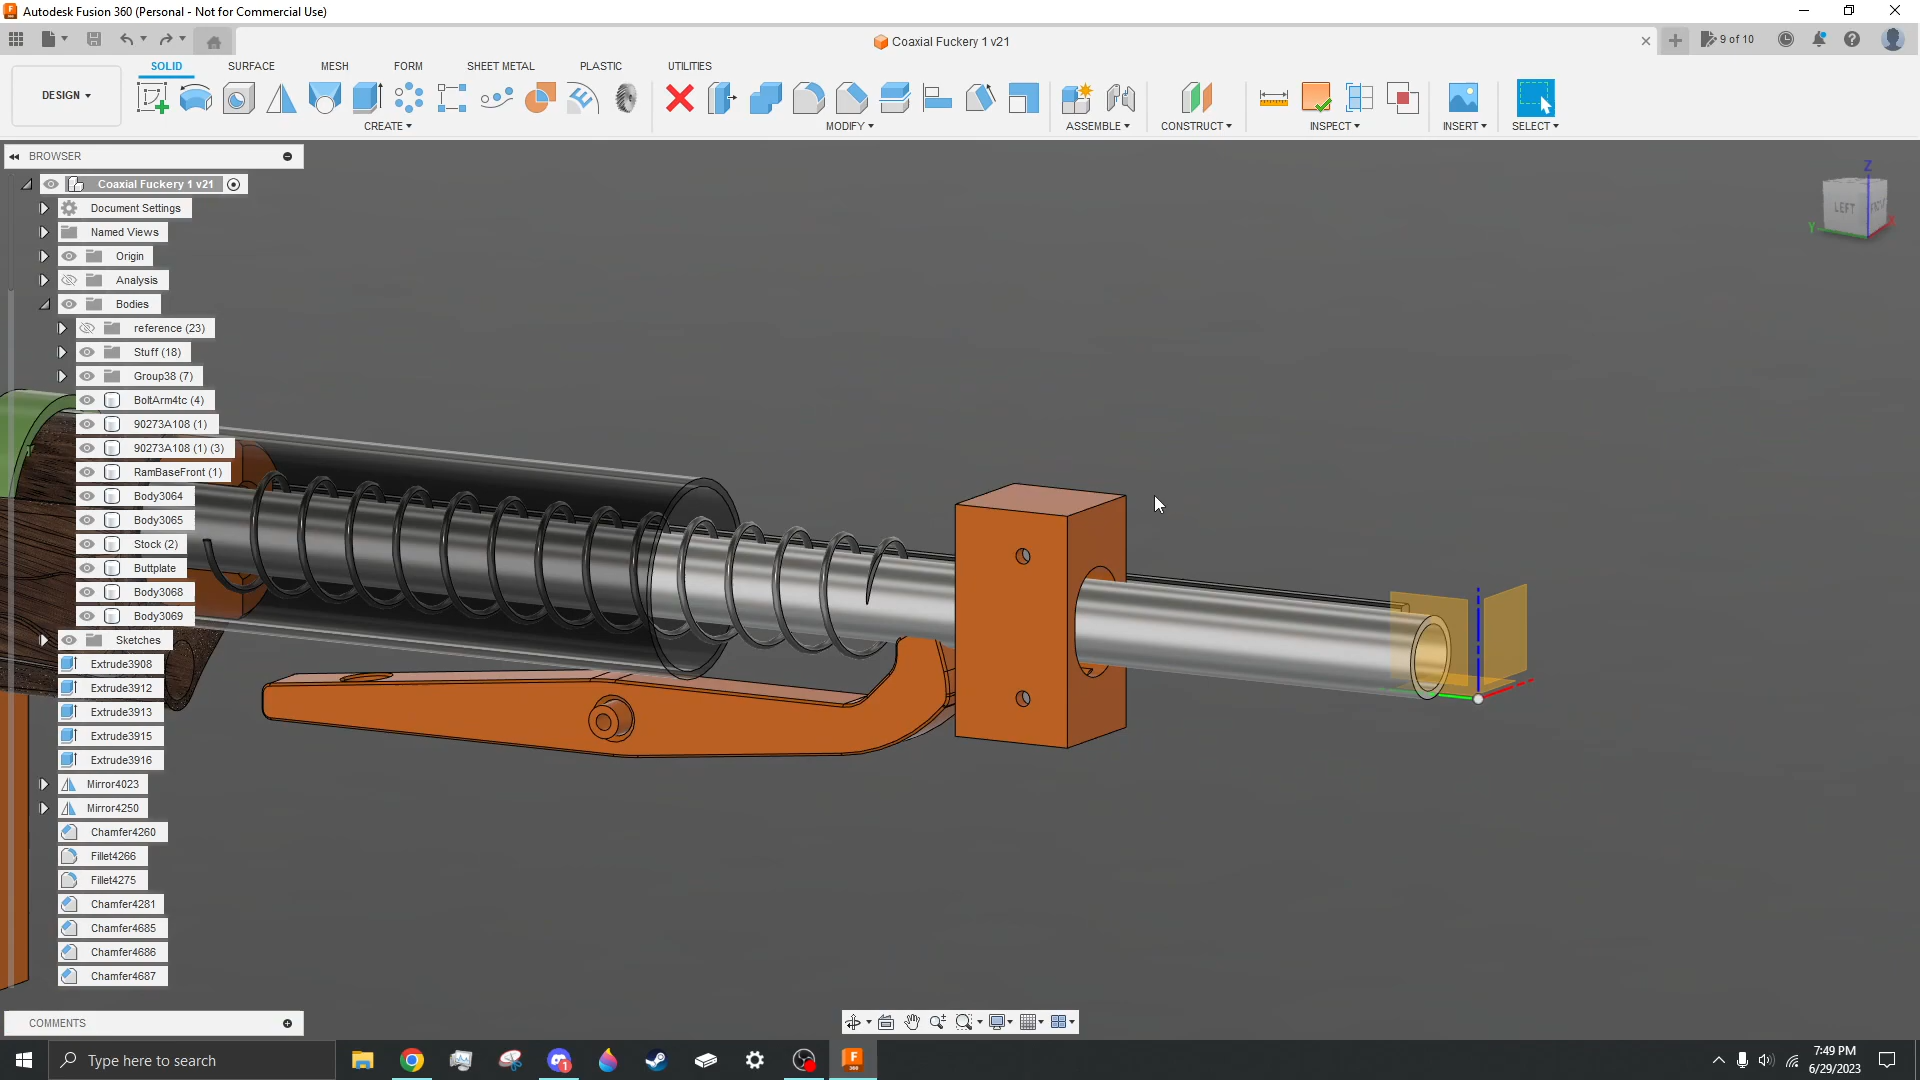 Autodesk Fusion 360 (Personal - Not for Commercial Use)
Coaxial Fuckery 1 v21
9 of 10
DESIGN
SOLID
SURFACE
MESH
FORM
SHEET METAL
PLASTIC
UTILITIES
CREATE
MODIFY
ASSEMBLE
CONSTRUCT
INSPECT
INSERT
SELECT
BROWSER
Coaxial Fuckery 1 v21
Document Settings
Named Views
Origin
Analysis
Bodies
reference (23)
Stuff (18)
Group38 (7)
BoltArm4tc (4)
90273A108 (1)
90273A108 (1) (3)
RamBaseFront (1)
Body3064
Body3065
Stock (2)
Buttplate
Body3068
Body3069
Sketches
Extrude3908
Extrude3912
Extrude3913
Extrude3915
Extrude3916
Mirror4023
Mirror4250
Chamfer4260
Fillet4266
Fillet4275
Chamfer4281
Chamfer4685
Chamfer4686
Chamfer4687
Z
LEFT
Y
X
COMMENTS
Type here to search
1
F
360
7:49 PM
6/29/2023